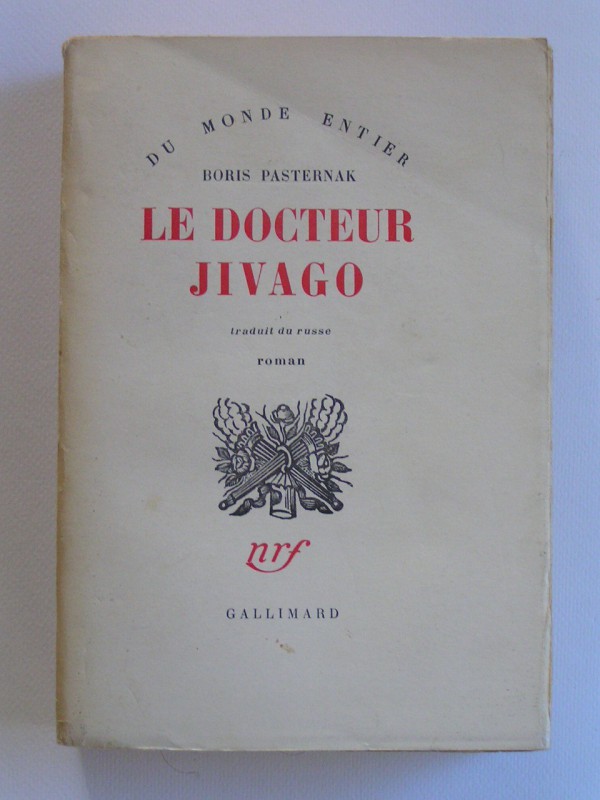 DU MONDE ENTIER
BORIS PASTERNAK
LE DOCTEUR
JIVAGO
traduit du russe
roman
nrf
GALLIMARD